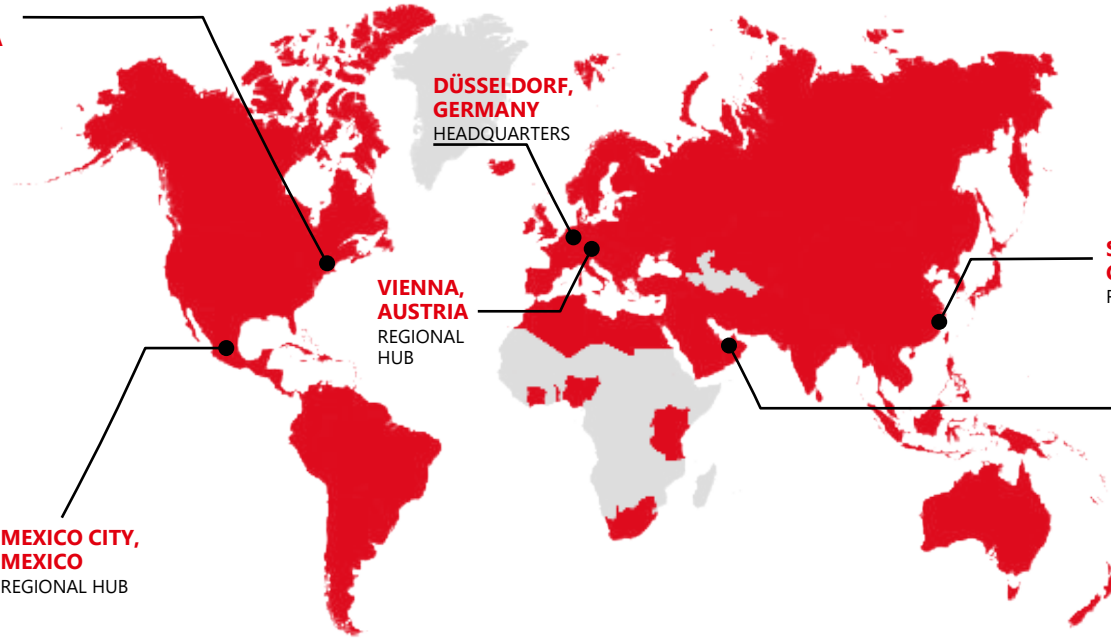 DÜSSELDORF,
GERMANY
HEADQUARTERS
VIENNA,
AUSTRIA
REGIONAL
HUB
MEXICO CITY,
MEXICO
REGIONAL HUB